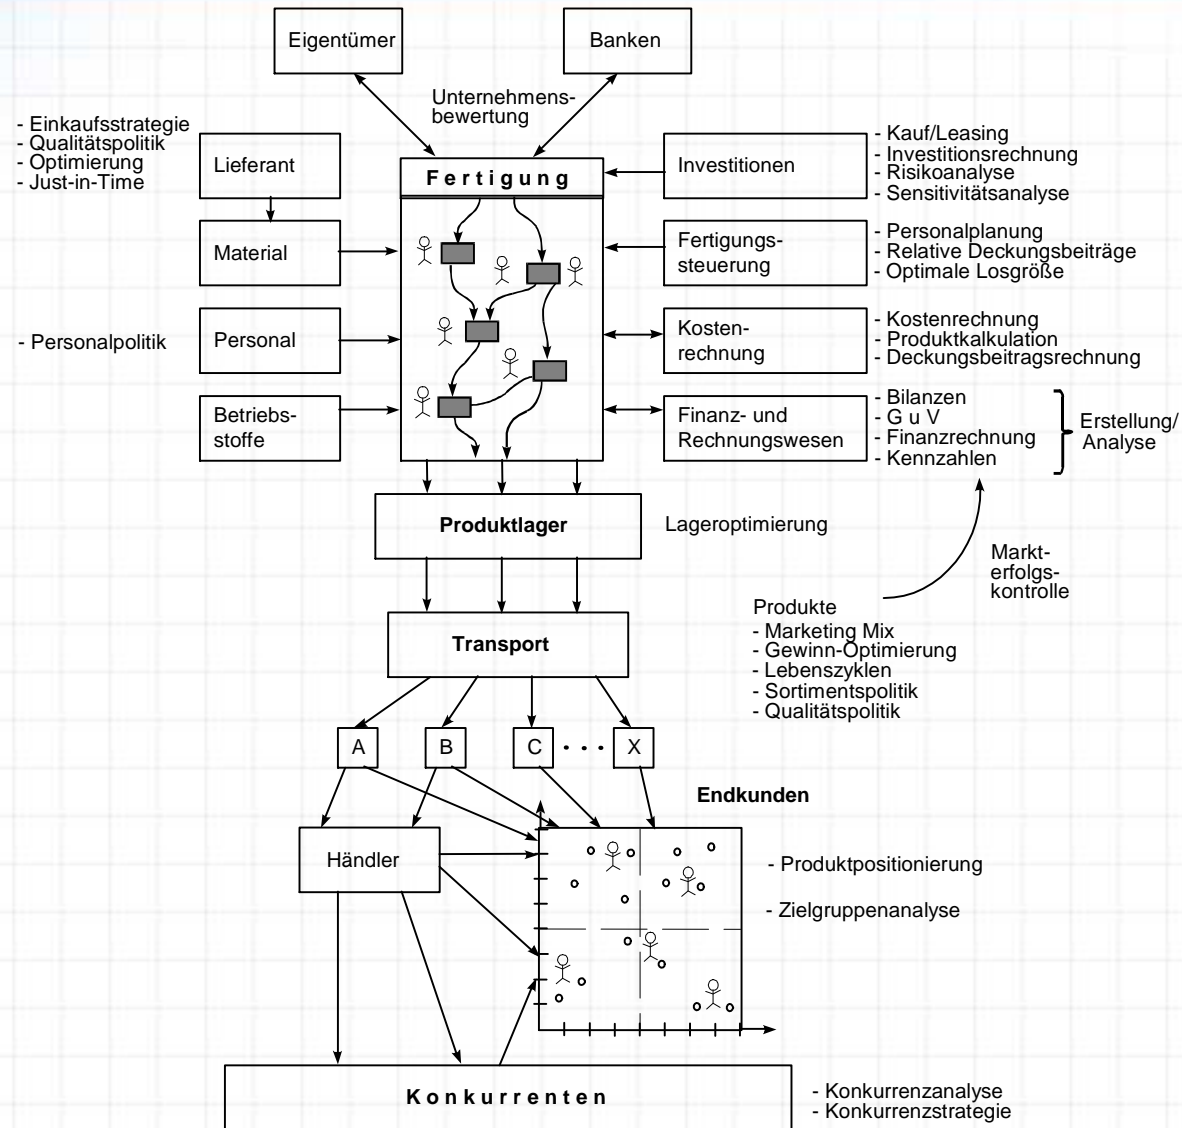 Eigentümer
Banken
Unternehmens-
bewertung
- Einkaufsstrategie
- Qualitätspolitik
- Optimierung
- Just-in-Time
Lieferant
Fertigung
Investitionen
- Kauf/Leasing
- Investitionsrechnung
- Risikoanalyse
- Sensitivitätsanalyse
Material
Fertigungs-
steuerung
- Personalplanung
- Relative Deckungsbeiträge
- Optimale Losgröße
- Personalpolitik
Personal
Kosten-
rechnung
- Kostenrechnung
- Produktkalkulation
- Deckungsbeitragsrechnung
Betriebs-
stoffe
Finanz- und
Rechnungswesen
- Bilanzen
- G u V
- Finanzrechnung
- Kennzahlen
Erstellung/
Analyse
Produktlager
Lageroptimierung
Markt-
erfolgs-
kontrolle
Produkte
- Marketing Mix
- Gewinn-Optimierung
- Lebenszyklen
- Sortimentspolitik
- Qualitätspolitik
Transport
A B C ··· X
Endkunden
Händler
- Produktpositionierung
- Zielgruppenanalyse
Konkurrenten
- Konkurrenzanalyse
- Konkurrenzstrategie